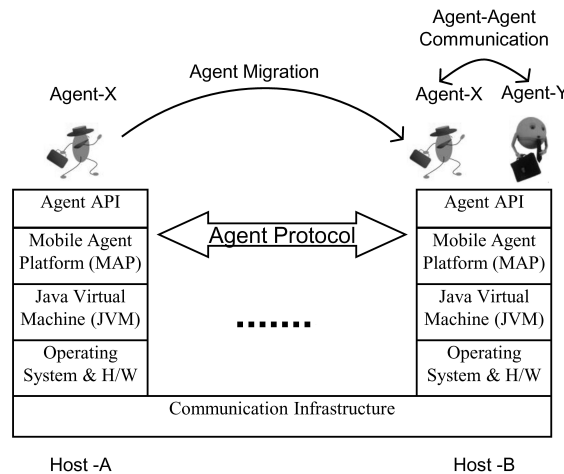 Agent-Agent
Communication
Agent Migration
Agent-X
Agent-X
Agent-Y
Agent API
Mobile Agent
Platform (MAP)
Java Virtual
Machine (JVM)
Operating
System & H/W
Agent Protocol
.......
Agent API
Mobile Agent
Platform (MAP)
Java Virtual
Machine (JVM)
Operating
System & H/W
Communication Infrastructure
Host -A
Host -B